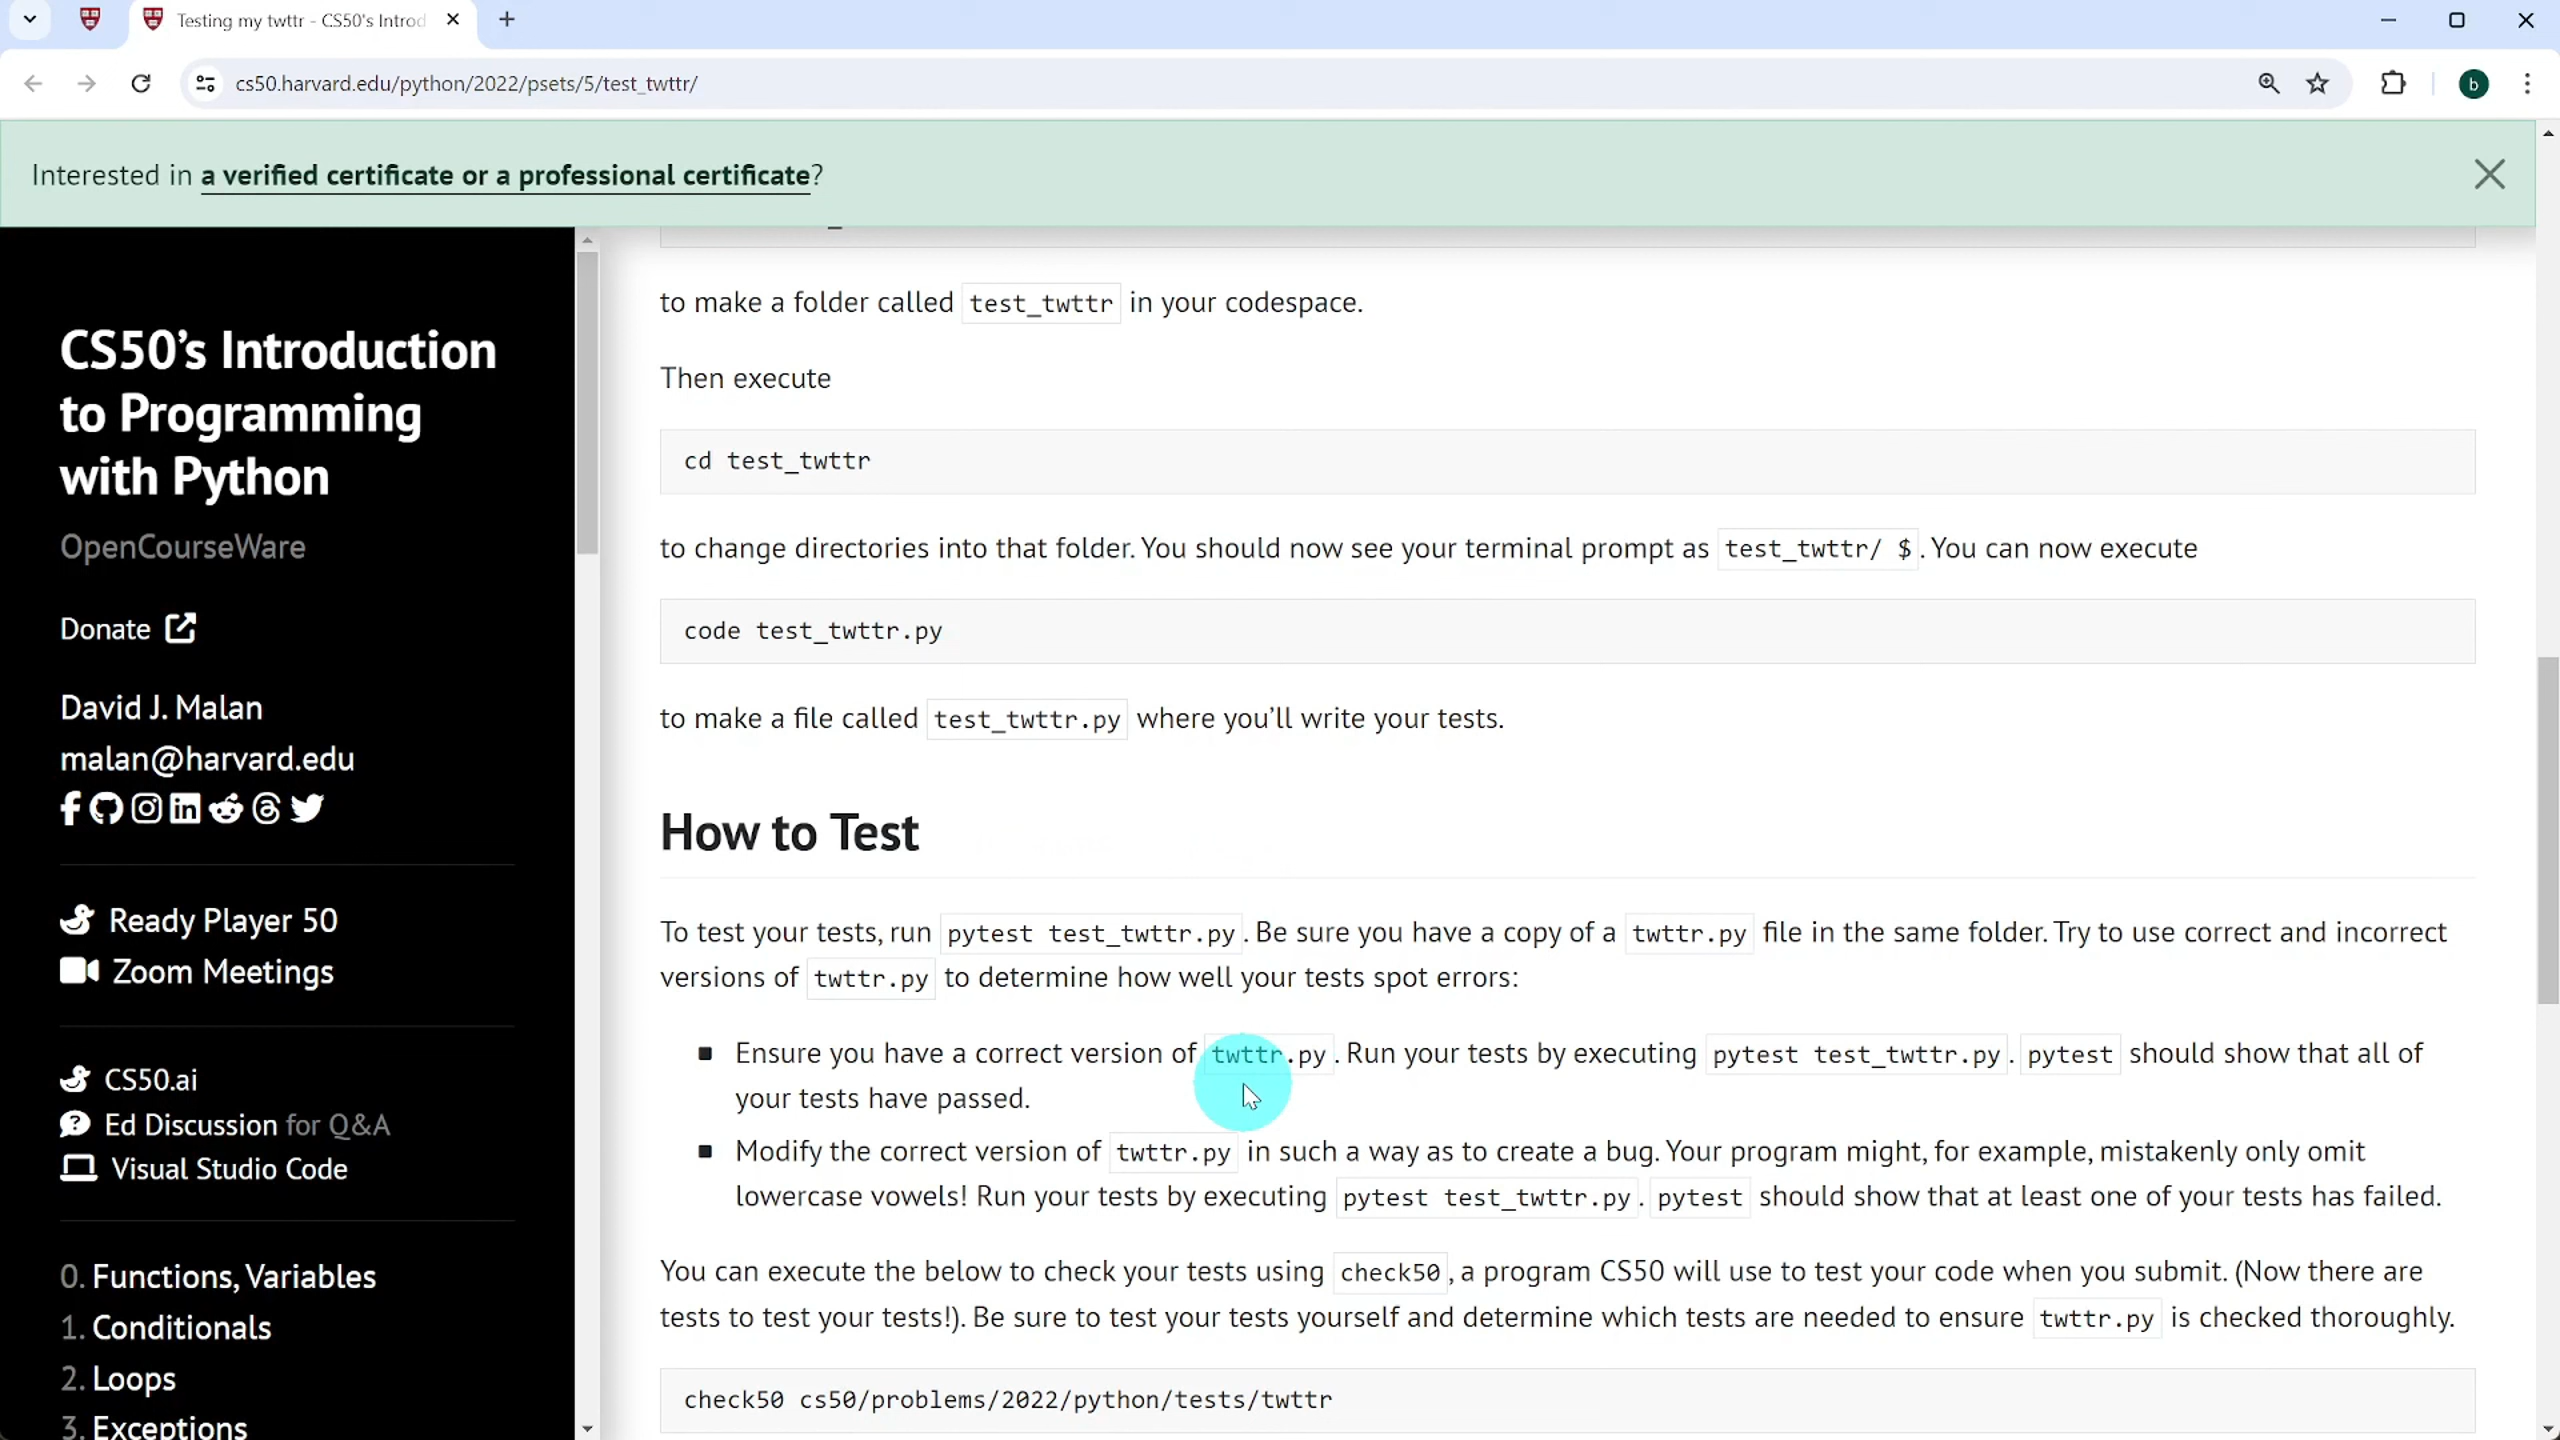 Testing my twttr - CS50's Introd
cs50.harvard.edu/python/2022/psets/5/test_twttr/
b
Interested in a verified certificate or a professional certificate?
CS50’s Introduction
to Programming
with Python
OpenCourseWare
Donate
David J. Malan
malan@harvard.edu
Ready Player 50
Zoom Meetings
CS50.ai
Ed Discussion for Q&A
Visual Studio Code
0. Functions, Variables
1. Conditionals
2. Loops
3. Exceptions
to make a folder called test_twttr in your codespace.
Then execute
cd test_twttr
to change directories into that folder. You should now see your terminal prompt as test_twttr/ $. You can now execute
code test_twttr.py
to make a file called test_twttr.py where you’ll write your tests.
How to Test
To test your tests, run pytest test_twttr.py. Be sure you have a copy of a twttr.py file in the same folder. Try to use correct and incorrect
versions of twttr.py to determine how well your tests spot errors:
Ensure you have a correct version of twttr.py. Run your tests by executing pytest test_twttr.py. pytest should show that all of
your tests have passed.
Modify the correct version of twttr.py in such a way as to create a bug. Your program might, for example, mistakenly only omit
lowercase vowels! Run your tests by executing pytest test_twttr.py. pytest should show that at least one of your tests has failed.
You can execute the below to check your tests using check50, a program CS50 will use to test your code when you submit. (Now there are
tests to test your tests!). Be sure to test your tests yourself and determine which tests are needed to ensure twttr.py is checked thoroughly.
check50 cs50/problems/2022/python/tests/twttr